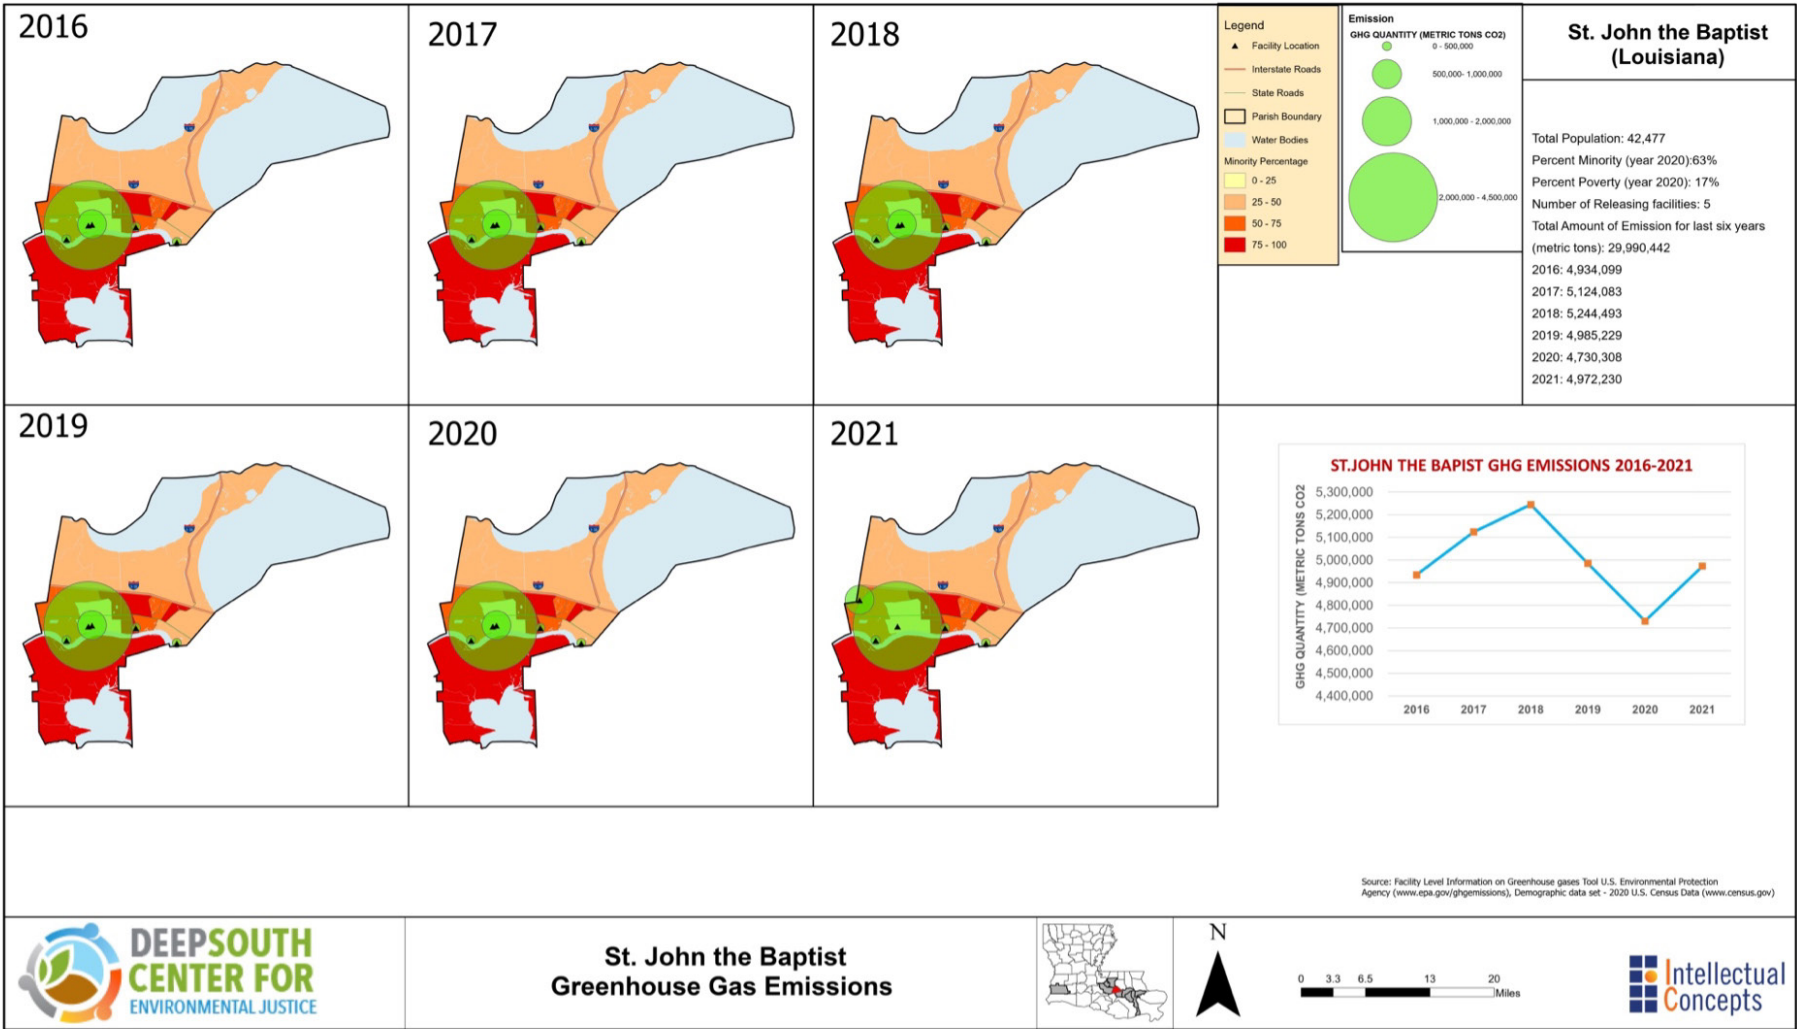 2016
2017
2018
Legend
Facility Location
Interstate Roads
State Roads
Parish Boundary
Water Bodies
Minority Percentage
0 - 25
25 - 50
50 - 75
75 - 100
Emission
GHG QUANTITY (METRIC TONS CO2)
0 - 500,000
500,000- 1,000,000
1,000,000 - 2,000,000
2,000,000 - 4,500,000
St. John the Baptist
(Louisiana)
Total Population: 42,477
Percent Minority (year 2020):63%
Percent Poverty (year 2020): 17%
Number of Releasing facilities: 5
Total Amount of Emission for last six years
(metric tons): 29,990,442
2016: 4,934,099
2017: 5,124,083
2018: 5,244,493
2019: 4,985,229
2020: 4,730,308
2021: 4,972,230
2019
2020
2021
ST.JOHN THE BAPIST GHG EMISSIONS 2016-2021
GHG QUANTITY (METRIC TONS CO2
5,300,000
5,200,000
5,100,000
5,000,000
4,900,000
4,800,000
4,700,000
4,600,000
4,500,000
4,400,000
2016 2017 2018 2019 2020 2021
Source: Facility Level Information on Greenhouse gases Tool U.S. Environmental Protection
Agency (www.epa.gov/ghgemissions), Demographic data set - 2020 U.S. Census Data (www.census.gov)
DEEPSOUTH
CENTER FOR
ENVIRONMENTAL JUSTICE
St. John the Baptist
Greenhouse Gas Emissions
N
0 3.3 6.5 13 20
Miles
Intellectual
Concepts